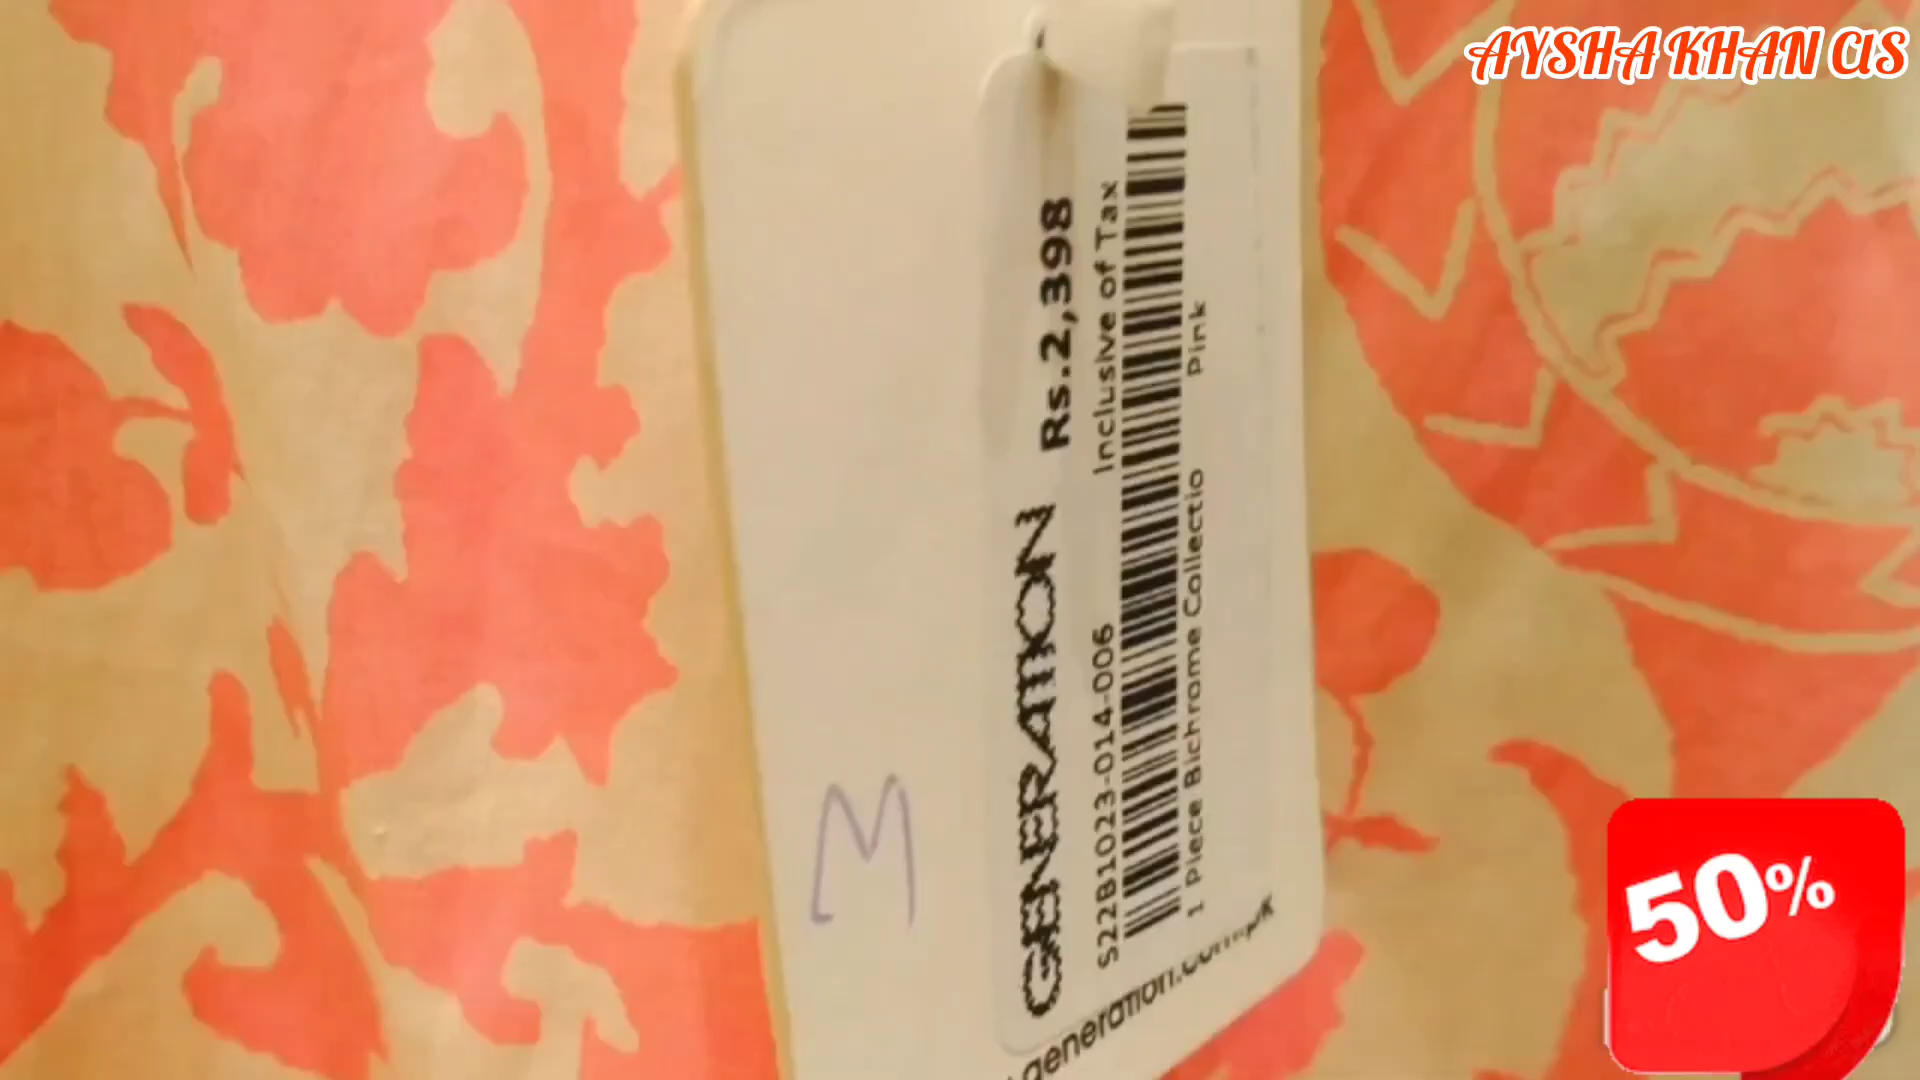 AYSHA KHAN CIS
GENERATION Rs.2,398
Inclusive of Tax
S22B1023-014-006
1 Piece Bichrome Collectio Pink
generation.com.pk
M
50%